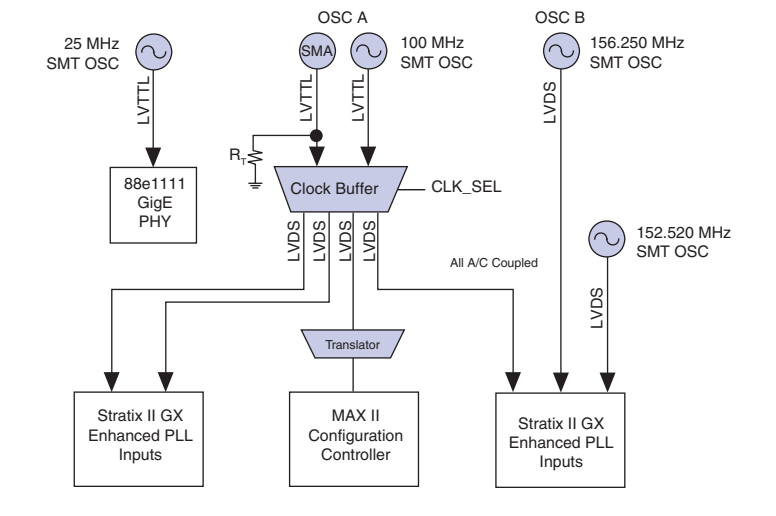 OSC A
OSC B
25 MHz
SMT OSC
SMA
100 MHz
SMT OSC
156.250 MHz
SMT OSC
LVTTL
LVTTL
LVTTL
LVDS
RT
88e1111
GigE
PHY
Clock Buffer
CLK_SEL
LVDS
LVDS
LVDS
LVDS
152.520 MHz
SMT OSC
All A/C Coupled
LVDS
Translator
Stratix II GX
Enhanced PLL
Inputs
MAX II
Configuration
Controller
Stratix II GX
Enhanced PLL
Inputs